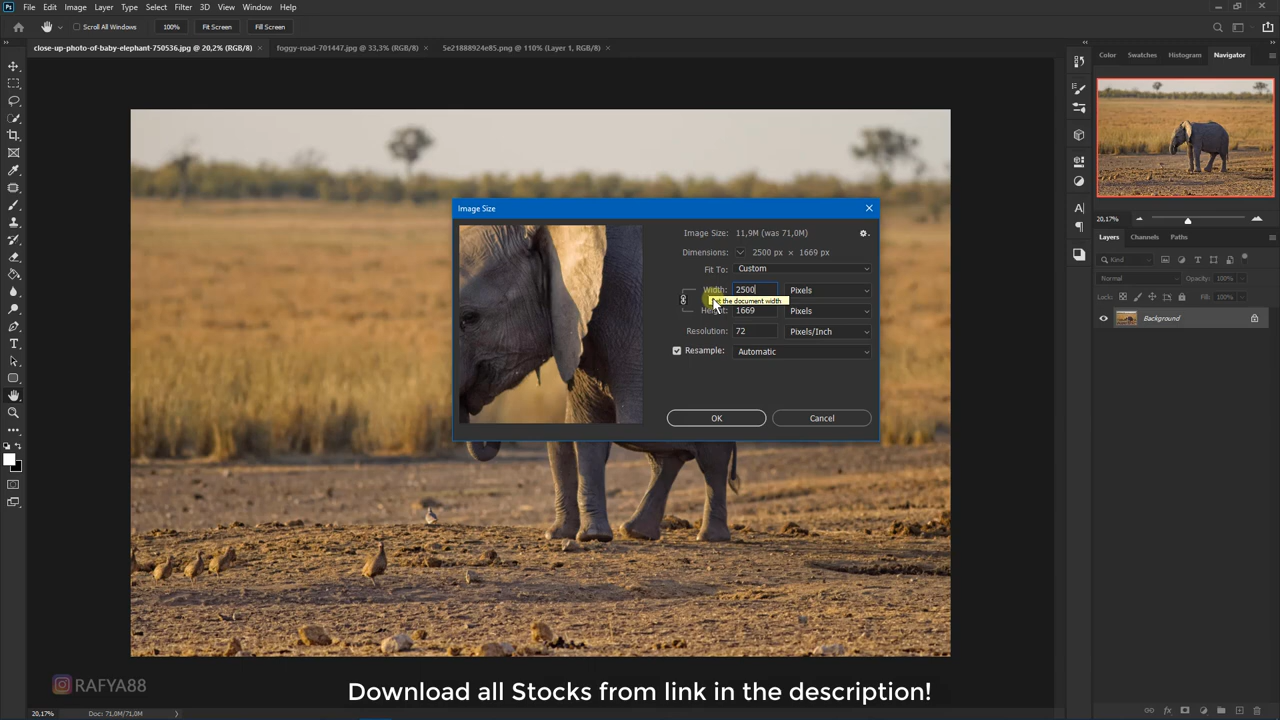 Ps File Edit Image Layer Type Select Filter 3D View Window Help
Scroll All Windows 100% Fit Screen Fill Screen
close-up-photo-of-baby-elephant-750536.jpg @ 20,2% (RGB/8) × foggy-road-701447.jpg @ 33,3% (RGB/8) × 5e21888924e85.png @ 110% (Layer 1, RGB/8) ×
Color Swatches Histogram Navigator
20,17%
Layers Channels Paths
Kind
Normal Opacity: 100%
Lock: Fill: 100%
Background
Image Size
Image Size: 11,9M (was 71,0M)
Dimensions: 2500 px × 1669 px
Fit To: Custom
Width: 2500 Pixels
the document width
1669 Pixels
Resolution: 72 Pixels/Inch
Resample: Automatic
OK Cancel
RAFYA88
Download all Stocks from link in the description!
20,17% Doc: 71,0M/71,0M